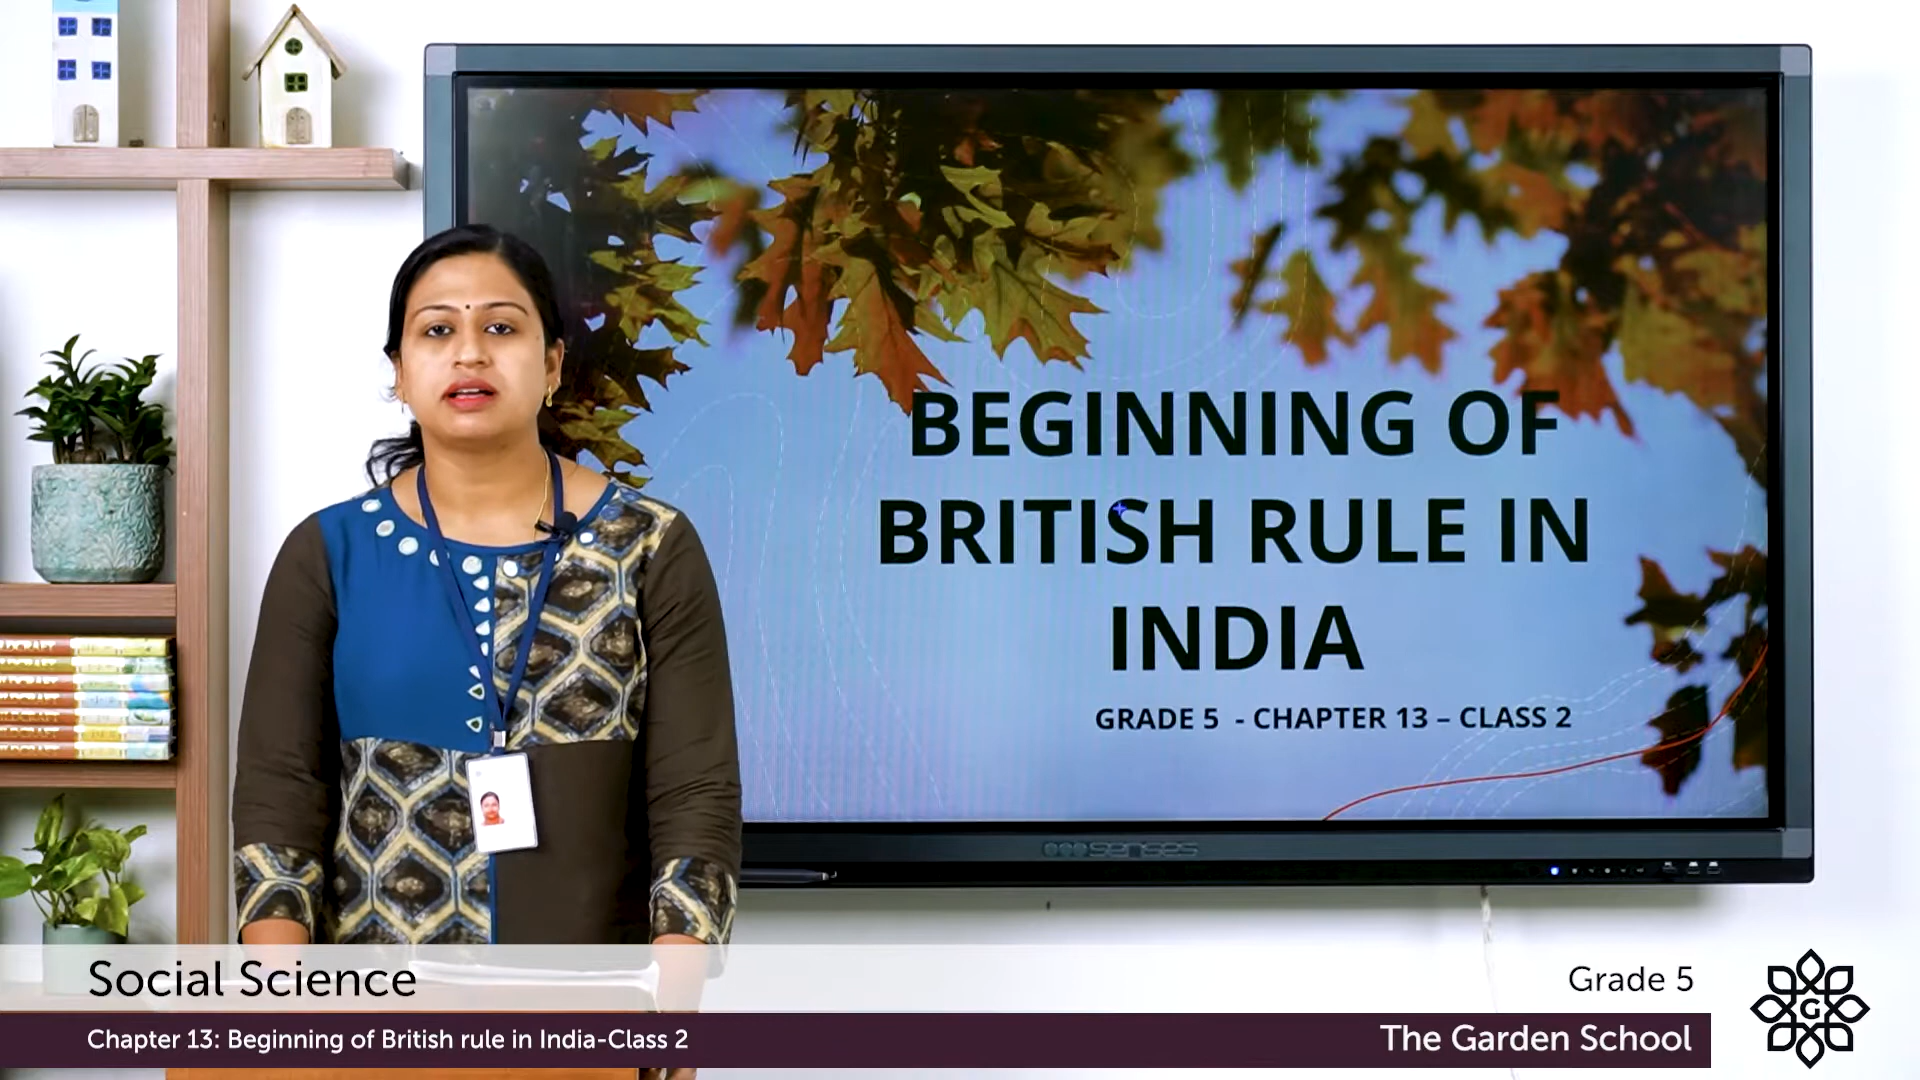 BEGINNING OF
BRITISH RULE IN
INDIA
GRADE 5 - CHAPTER 13 – CLASS 2
senses
Social Science
Grade 5
Chapter 13: Beginning of British rule in India-Class 2
The Garden School
G